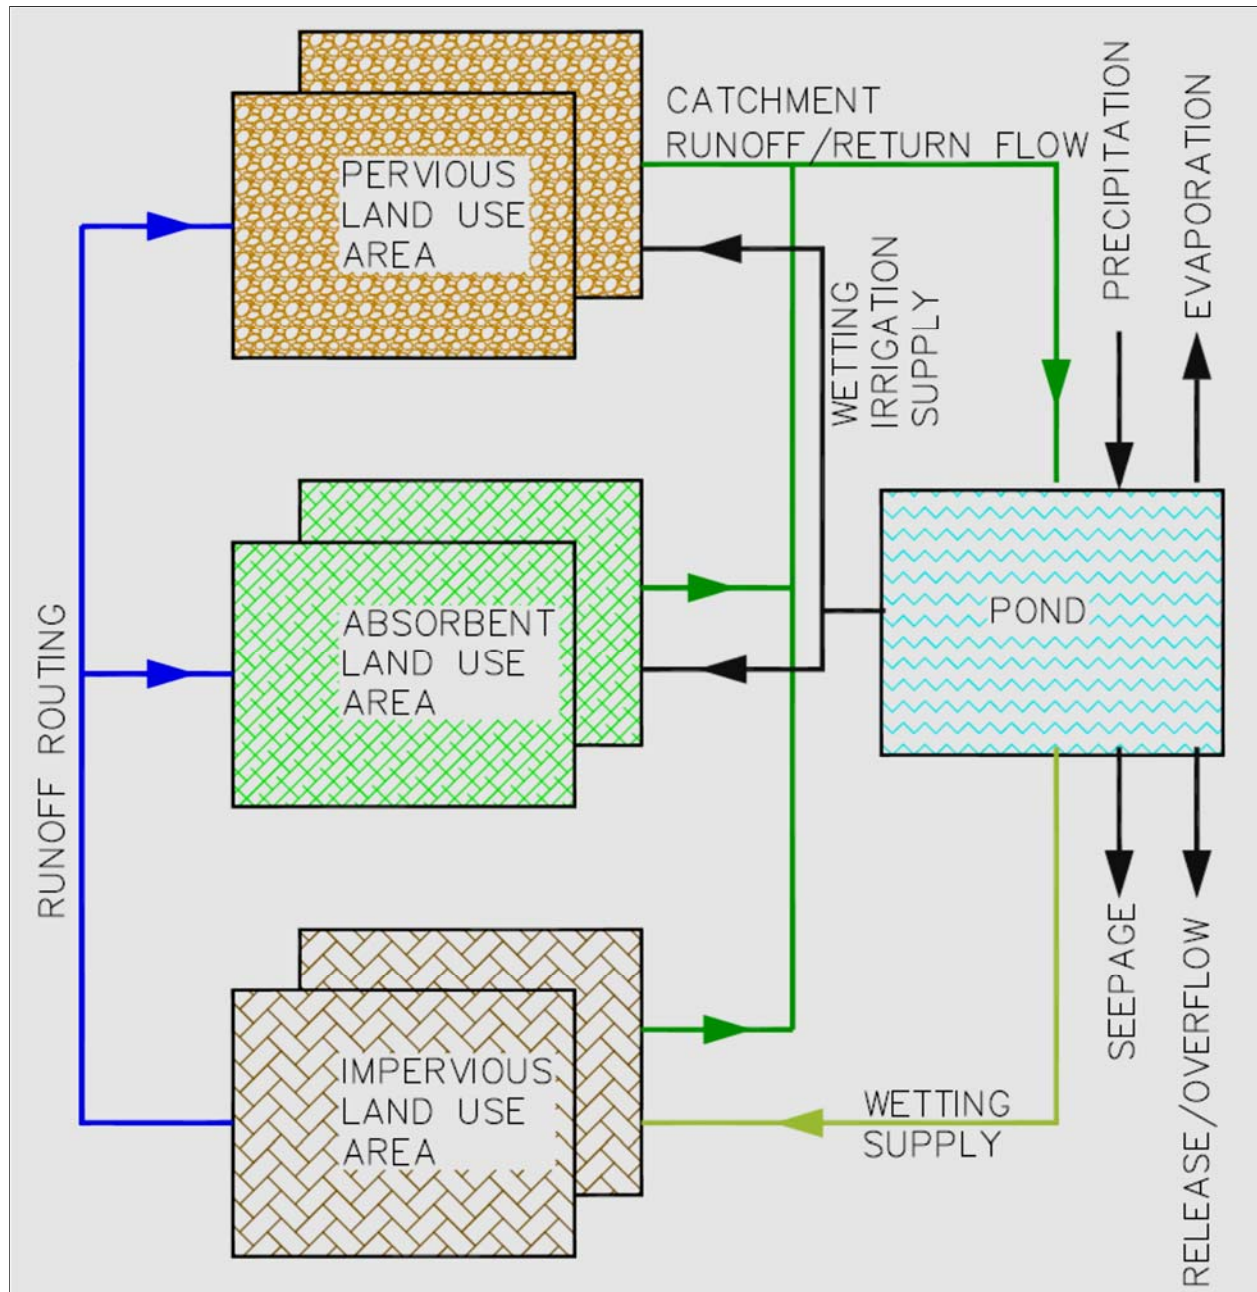 CATCHMENT
RUNOFF/RETURN FLOW
PRECIPITATION
EVAPORATION
PERVIOUS
LAND USE
AREA
WETTING
IRRIGATION
SUPPLY
ABSORBENT
LAND USE
AREA
POND
RUNOFF ROUTING
IMPERVIOUS
LAND USE
AREA
WETTING
SUPPLY
SEEPAGE
RELEASE/OVERFLOW